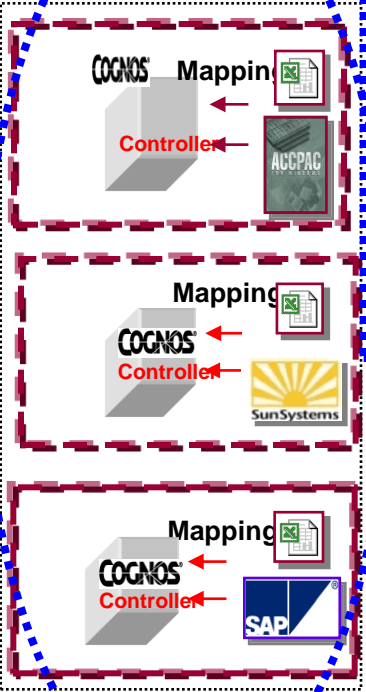 COGNOS Mapping
Controller
ACCPAC
Mapping
COGNOS
Controller
SunSystems
Mapping
COGNOS
Controller
SAP